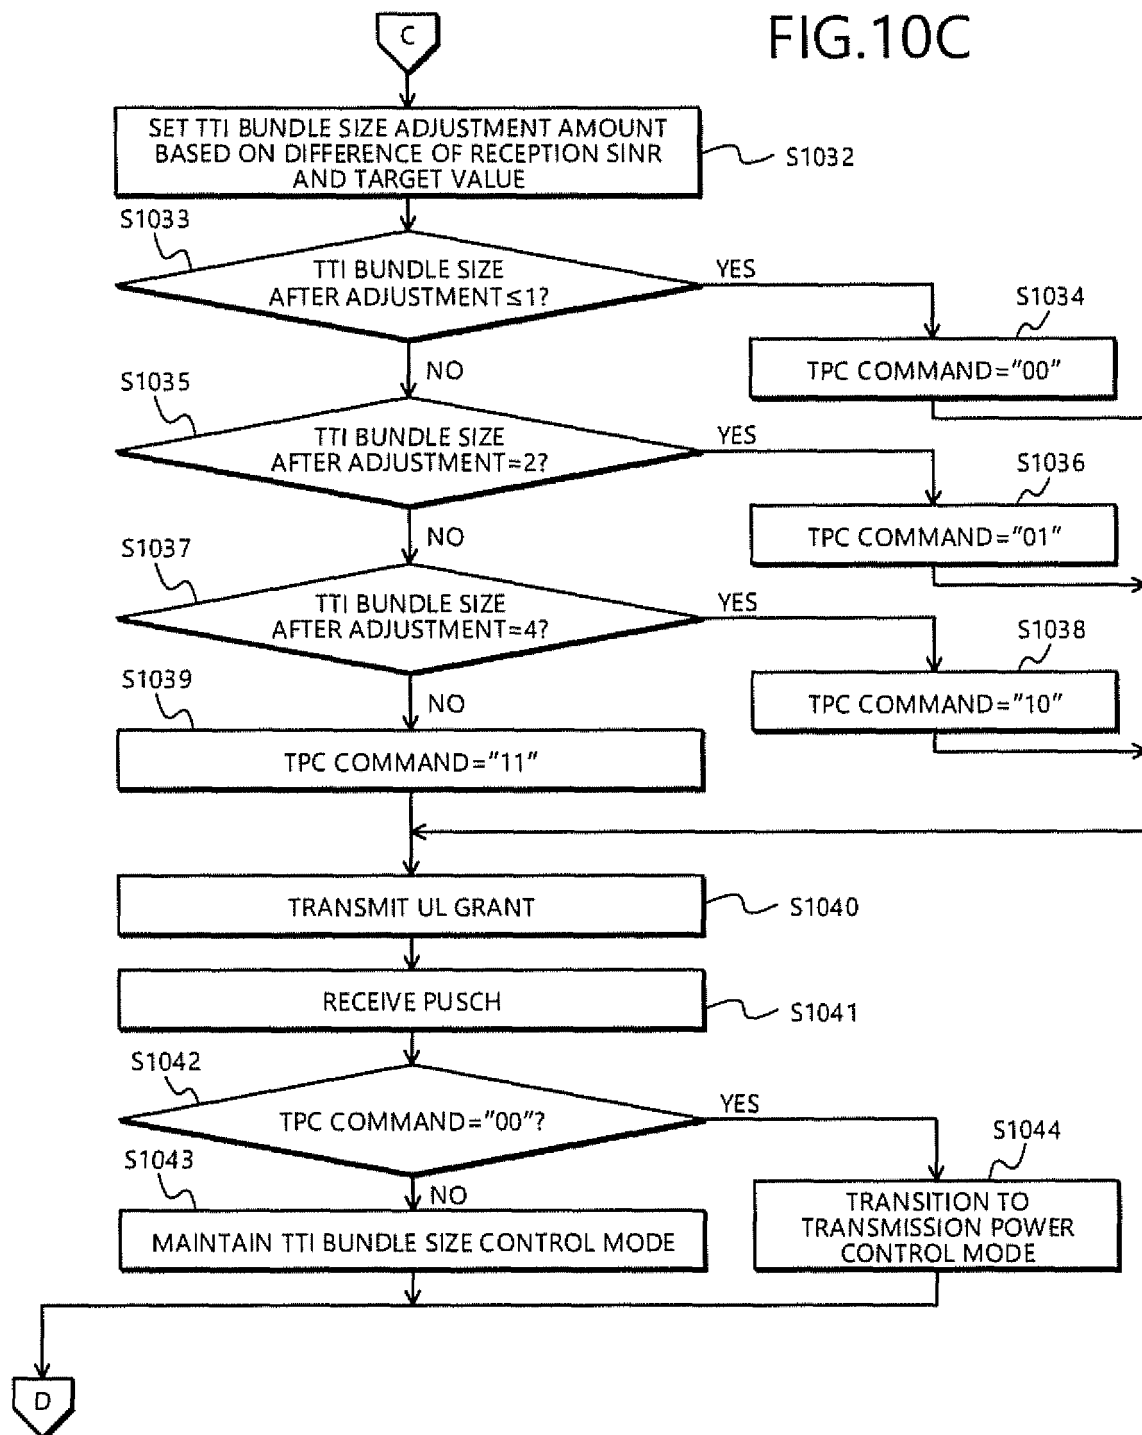 C
FIG.10C
SET TTI BUNDLE SIZE ADJUSTMENT AMOUNT
BASED ON DIFFERENCE OF RECEPTION SINR
AND TARGET VALUE
S1032
S1033
TTI BUNDLE SIZE
AFTER ADJUSTMENT≤1?
YES
NO
S1034
TPC COMMAND="00"
S1035
TTI BUNDLE SIZE
AFTER ADJUSTMENT=2?
YES
NO
S1036
TPC COMMAND="01"
S1037
TTI BUNDLE SIZE
AFTER ADJUSTMENT=4?
YES
NO
S1038
TPC COMMAND="10"
S1039
TPC COMMAND="11"
TRANSMIT UL GRANT
S1040
RECEIVE PUSCH
S1041
S1042
TPC COMMAND="00"?
YES
NO
S1043
MAINTAIN TTI BUNDLE SIZE CONTROL MODE
S1044
TRANSITION TO
TRANSMISSION POWER
CONTROL MODE
D